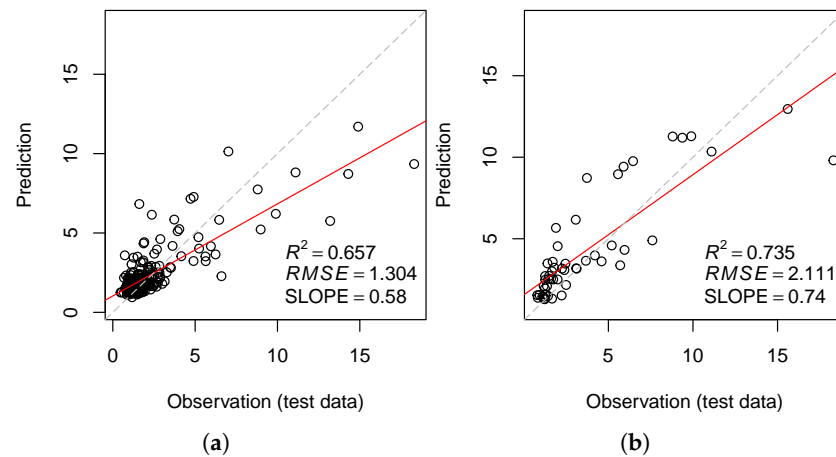 15
10
5
0
Prediction
R² = 0.657
RMSE = 1.304
SLOPE = 0.58
0 5 10 15
Observation (test data)
(a)
15
10
5
Prediction
R² = 0.735
RMSE = 2.111
SLOPE = 0.74
5 10 15
Observation (test data)
(b)